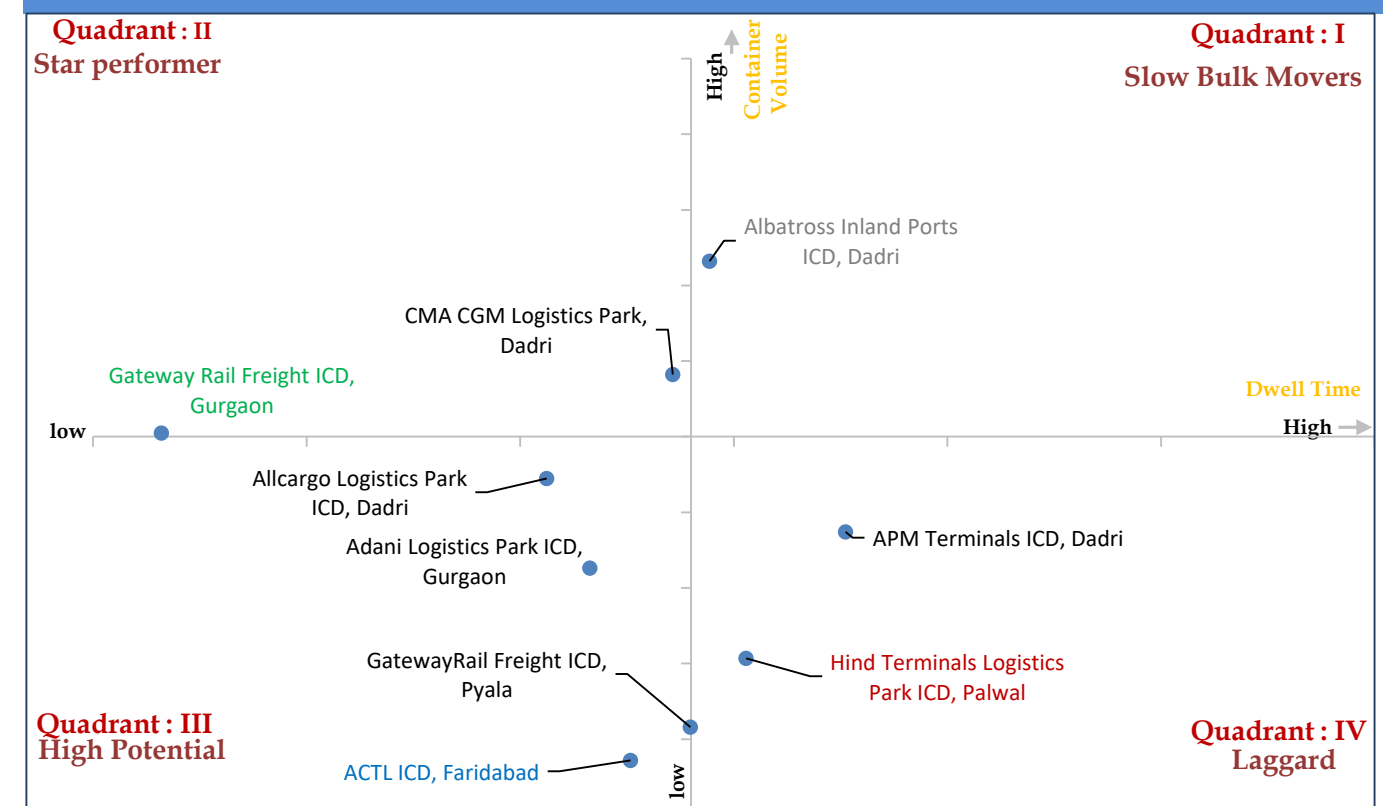 Quadrant : II
Star performer
High
Container
Volume
Quadrant : I
Slow Bulk Movers
Albatross Inland Ports
ICD, Dadri
CMA CGM Logistics Park,
Dadri
Gateway Rail Freight ICD,
Gurgaon
Dwell Time
low
High
Allcargo Logistics Park
ICD, Dadri
APM Terminals ICD, Dadri
Adani Logistics Park ICD,
Gurgaon
GatewayRail Freight ICD,
Pyala
Hind Terminals Logistics
Park ICD, Palwal
Quadrant : III
High Potential
Quadrant : IV
Laggard
ACTL ICD, Faridabad
low